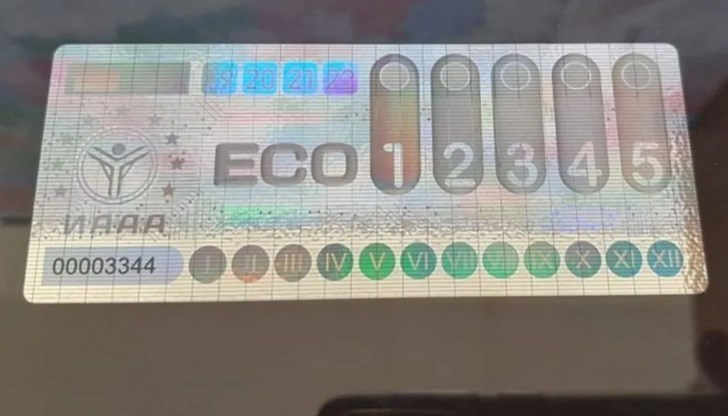 19 20 21 22
ECO 1 2 3 4 5
ИААА
00003344 I II III IV V VI VII VIII IX X XI XII